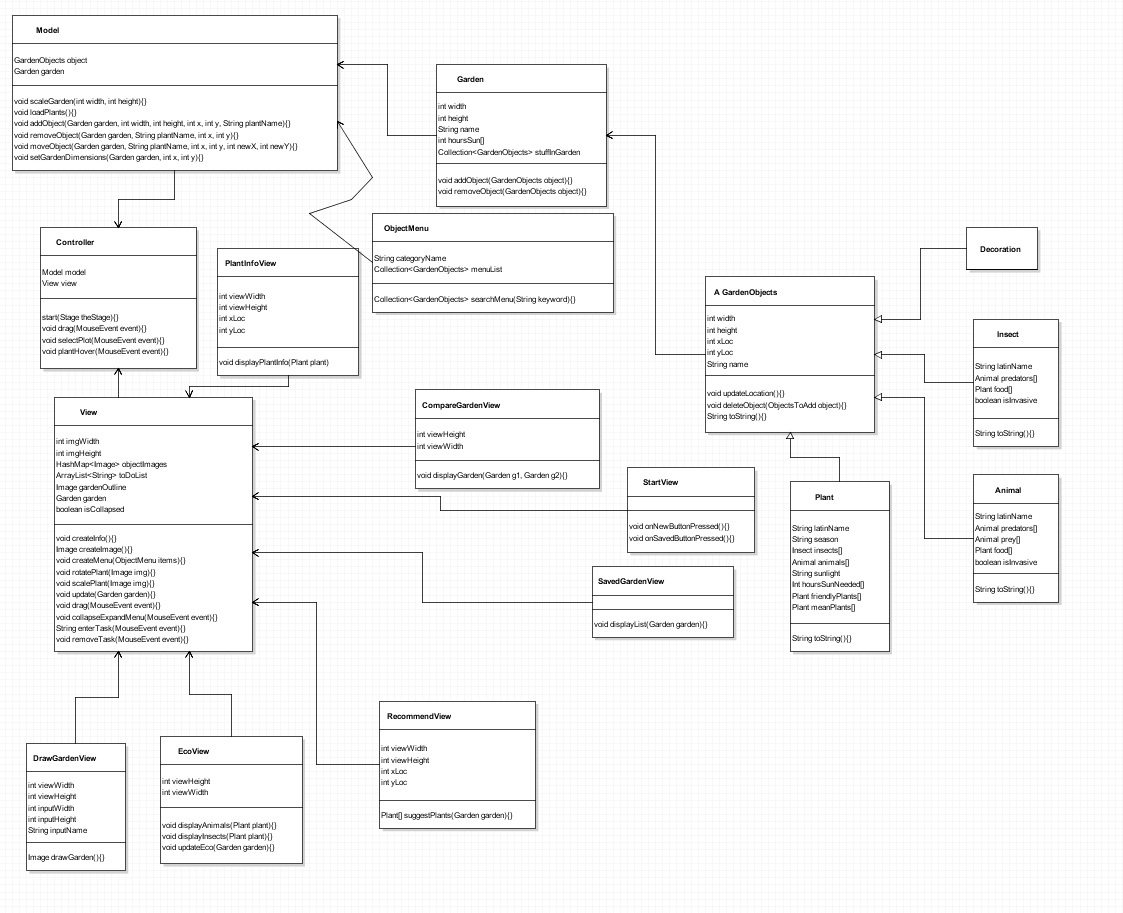 Model
GardenObjects object
Garden garden
void scaleGarden(int width, int height){}
void loadPlants(){}
void addObject(Garden garden, int width, int height, int x, int y, String plantName){}
void removeObject(Garden garden, String plantName, int x, int y){}
void moveObject(Garden garden, String plantName, int x, int y, int newX, int newY){}
void setGardenDimensions(Garden garden, int x, int y){}
Garden
int width
int height
String name
int hoursSun[]
Collection<GardenObjects> stuffInGarden
void addObject(GardenObjects object){}
void removeObject(GardenObjects object){}
ObjectMenu
String categoryName
Collection<GardenObjects> menuList
Collection<GardenObjects> searchMenu(String keyword){}
Controller
Model model
View view
start(Stage theStage){}
void drag(MouseEvent event){}
void selectPlot(MouseEvent event){}
void plantHover(MouseEvent event){}
PlantInfoView
int viewWidth
int viewHeight
int xLoc
int yLoc
void displayPlantInfo(Plant plant)
Decoration
A GardenObjects
int width
int height
int xLoc
int yLoc
String name
void updateLocation(){}
void deleteObject(ObjectsToAdd object){}
String toString(){}
Insect
String latinName
Animal predators[]
Plant food[]
boolean isInvasive
String toString(){}
View
int imgWidth
int imgHeight
HashMap<Image> objectImages
ArrayList<String> toDoList
Image gardenOutline
Garden garden
boolean isCollapsed
void createInfo(){}
Image createImage(){}
void createMenu(ObjectMenu items){}
void rotatePlant(Image img){}
void scalePlant(Image img){}
void update(Garden garden){}
void drag(MouseEvent event){}
void collapseExpandMenu(MouseEvent event){}
String enterTask(MouseEvent event){}
void removeTask(MouseEvent event){}
CompareGardenView
int viewHeight
int viewWidth
void displayGarden(Garden g1, Garden g2){}
StartView
void onNewButtonPressed(){}
void onSavedButtonPressed(){}
SavedGardenView
void displayList(Garden garden){}
Plant
String latinName
String season
Insect insects[]
Animal animals[]
String sunlight
Int hoursSunNeeded[]
Plant friendlyPlants[]
Plant meanPlants[]
String toString(){}
Animal
String latinName
Animal predators[]
Animal prey[]
Plant food[]
boolean isInvasive
String toString(){}
DrawGardenView
int viewWidth
int viewHeight
int inputWidth
int inputHeight
String inputName
Image drawGarden(){}
EcoView
int viewHeight
int viewWidth
void displayAnimals(Plant plant){}
void displayInsects(Plant plant){}
void updateEco(Garden garden){}
RecommendView
int viewWidth
int viewHeight
int xLoc
int yLoc
Plant[] suggestPlants(Garden garden){}